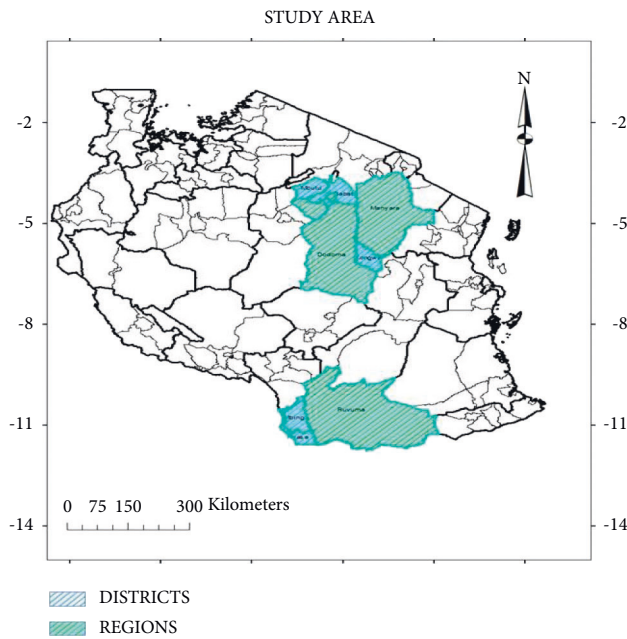 STUDY AREA
N
-2
-2
-5
-5
-8
-8
-11
-11
-14
-14
Manyara
Dodoma
Ruvuma
0 75 150 300 Kilometers
DISTRICTS
REGIONS